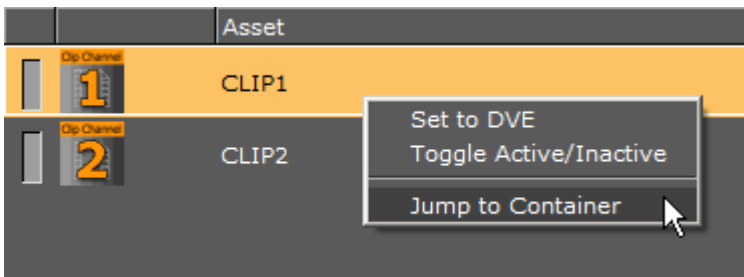 Asset
Clip Channel
1
CLIP1
Set to DVE
Toggle Active/Inactive
Clip Channel
2
CLIP2
Jump to Container